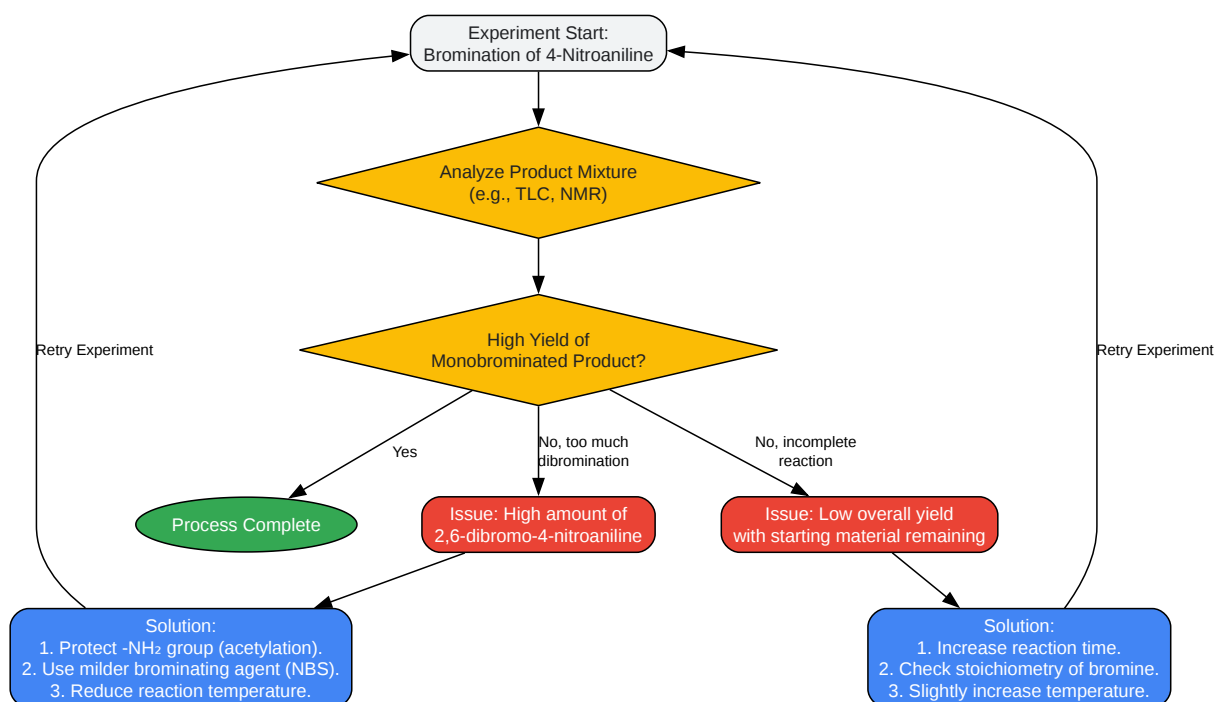 Experiment Start:
Bromination of 4-Nitroaniline
Analyze Product Mixture
(e.g., TLC, NMR)
High Yield of
Monobrominated Product?
Retry Experiment
Retry Experiment
Yes
No, too much
dibromination
No, incomplete
reaction
Process Complete
Issue: High amount of
2,6-dibromo-4-nitroaniline
Issue: Low overall yield
with starting material remaining
Solution:
1. Protect -NH₂ group (acetylation).
2. Use milder brominating agent (NBS).
3. Reduce reaction temperature.
Solution:
1. Increase reaction time.
2. Check stoichiometry of bromine.
3. Slightly increase temperature.